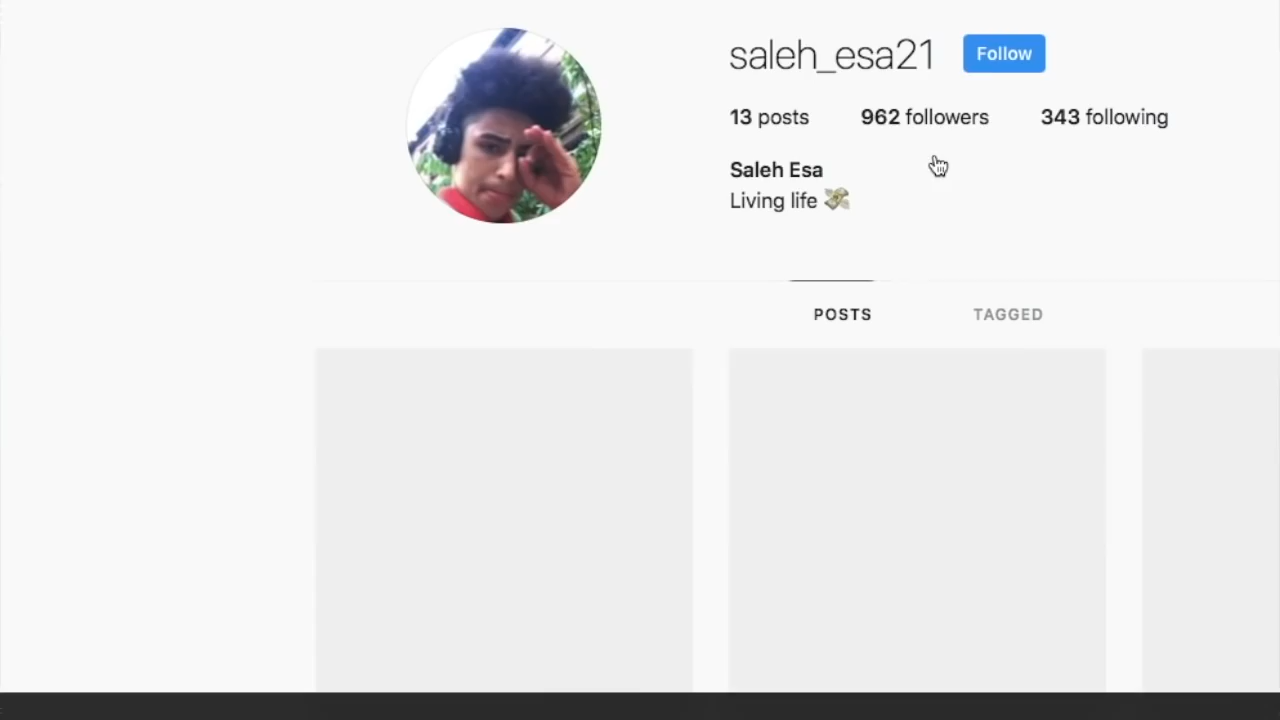 saleh_esa21 Follow
13 posts 962 followers 343 following
Saleh Esa
Living life 💸
POSTS TAGGED